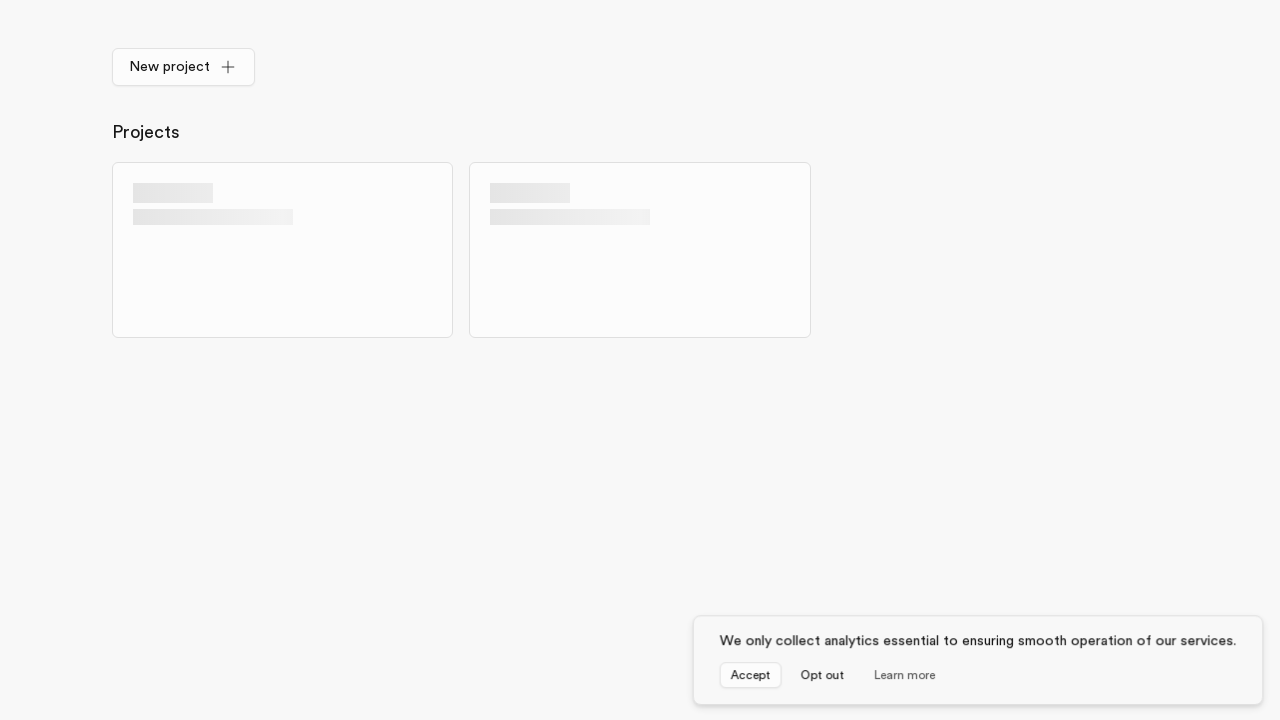 New project
Projects
We only collect analytics essential to ensuring smooth operation of our services.
Accept Opt out Learn more